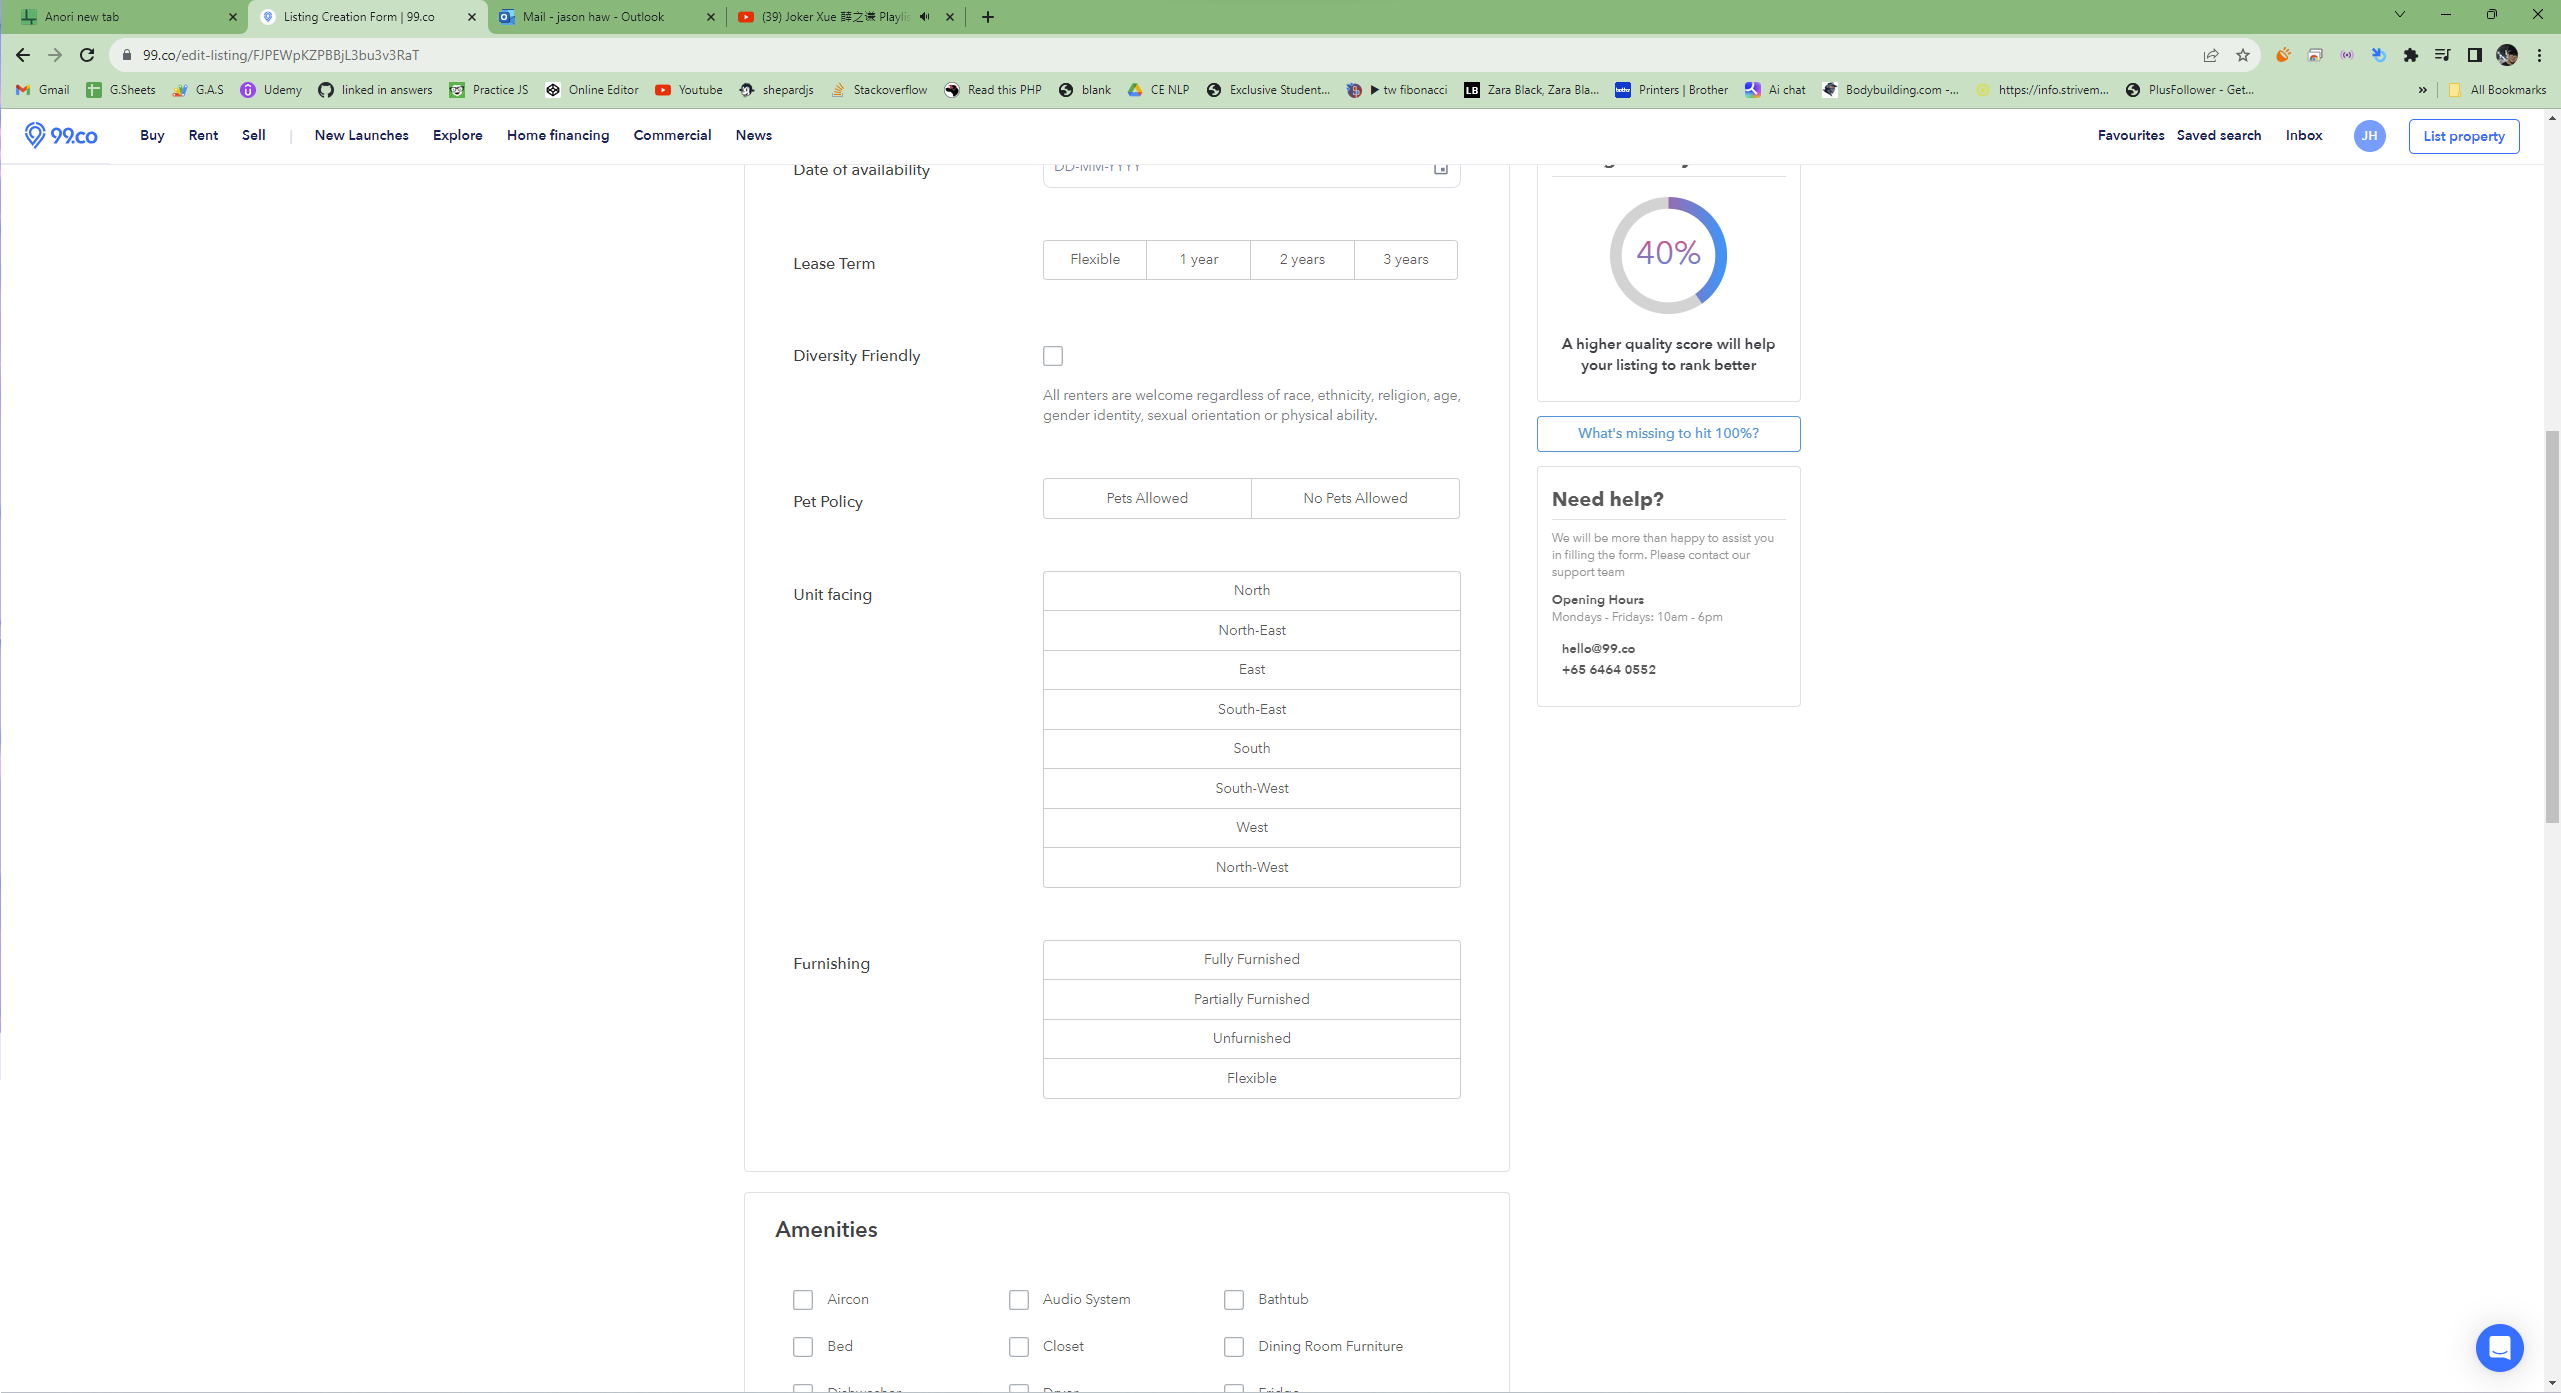 Anori new tab
Listing Creation Form | 99.co
Mail - jason haw - Outlook
(39) Joker Xue 薛之谦 Playlis
99.co/edit-listing/FJPEWpKZPBBjL3bu3v3RaT
Gmail
G.Sheets
G.A.S
Udemy
linked in answers
Practice JS
Online Editor
Youtube
shepardjs
Stackoverflow
Read this PHP
blank
CE NLP
Exclusive Student...
▶ tw fibonacci
LB
Zara Black, Zara Bla...
Printers | Brother
Ai chat
Bodybuilding.com -...
https://info.strivem...
PlusFollower - Get...
»
All Bookmarks
99.co
Buy
Rent
Sell
New Launches
Explore
Home financing
Commercial
News
Favourites
Saved search
Inbox
JH
List property
Date of availability
DD-MM-YYYY
Lease Term
Flexible
1 year
2 years
3 years
Diversity Friendly
All renters are welcome regardless of race, ethnicity, religion, age,
gender identity, sexual orientation or physical ability.
Pet Policy
Pets Allowed
No Pets Allowed
Unit facing
North
North-East
East
South-East
South
South-West
West
North-West
Furnishing
Fully Furnished
Partially Furnished
Unfurnished
Flexible
40%
A higher quality score will help
your listing to rank better
What's missing to hit 100%?
Need help?
We will be more than happy to assist you
in filling the form. Please contact our
support team
Opening Hours
Mondays - Fridays: 10am - 6pm
hello@99.co
+65 6464 0552
Amenities
Aircon
Audio System
Bathtub
Bed
Closet
Dining Room Furniture
Dishwasher
Dryer
Fridge